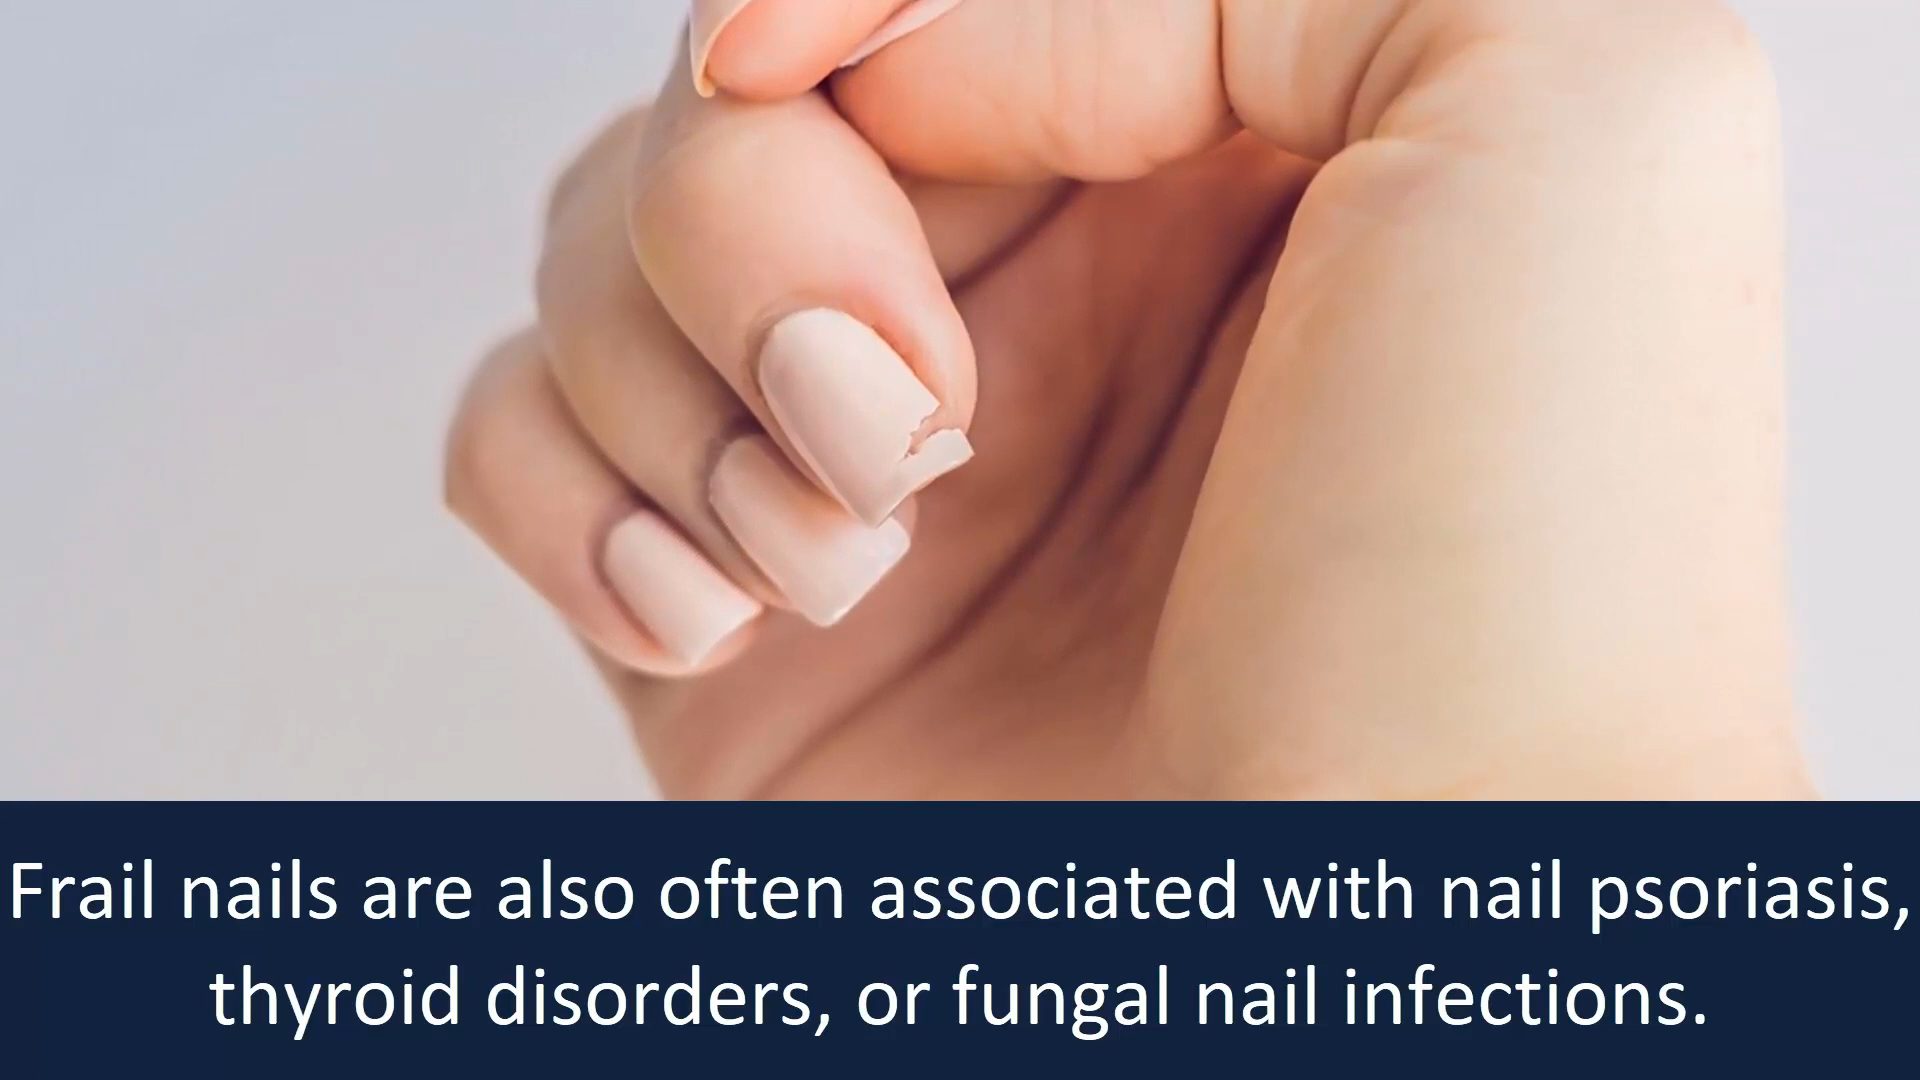 Frail nails are also often associated with nail psoriasis,
thyroid disorders, or fungal nail infections.